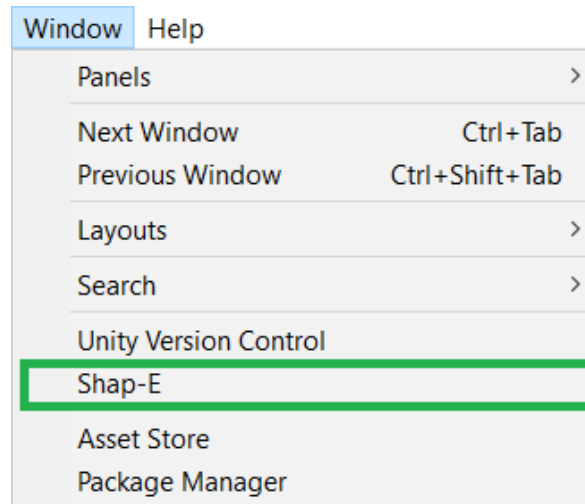 Window Help
Panels
Next Window Ctrl+Tab
Previous Window Ctrl+Shift+Tab
Layouts
Search
Unity Version Control
Shap-E
Asset Store
Package Manager